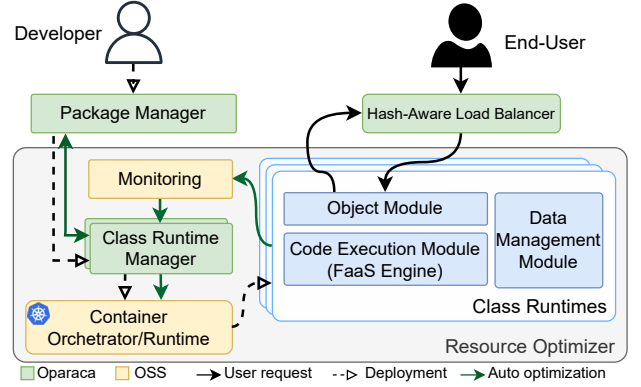 Developer
End-User
Package Manager
Hash-Aware Load Balancer
Monitoring
Object Module
Data
Management
Module
Class Runtime
Manager
Code Execution Module
(FaaS Engine)
Class Runtimes
Container
Orchetrator/Runtime
Resource Optimizer
Oparaca
OSS
User request
Deployment
Auto optimization